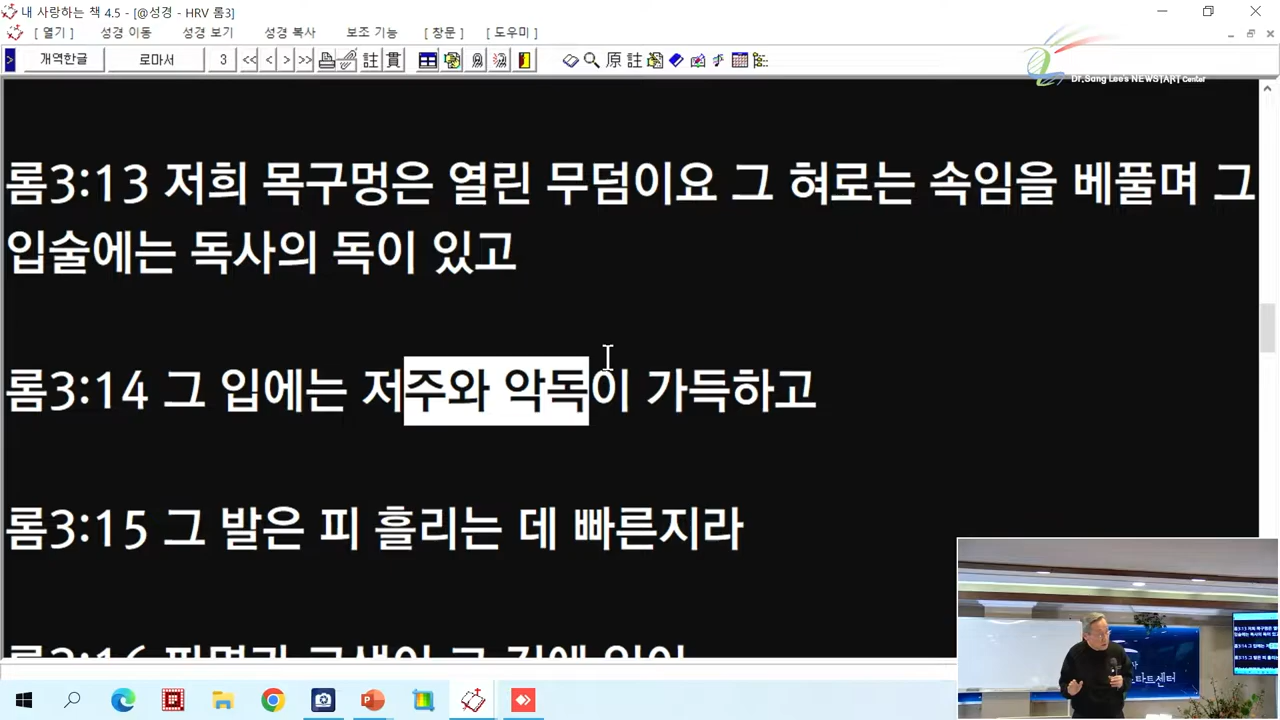 내 사랑하는 책 4.5 - [@성경 - HRV 롬3]
[ 열기 ] 성경 이동 성경 보기 성경 복사 보조 기능 [ 창문 ] [ 도우미 ]
개역한글 로마서 3 << < > >> 註 貫 原 註
Dr.Sang Lee's NEWSTART Center
롬3:13 저희 목구멍은 열린 무덤이요 그 혀로는 속임을 베풀며 그
입술에는 독사의 독이 있고
롬3:14 그 입에는 저주와 악독이 가득하고
롬3:15 그 발은 피 흘리는 데 빠른지라